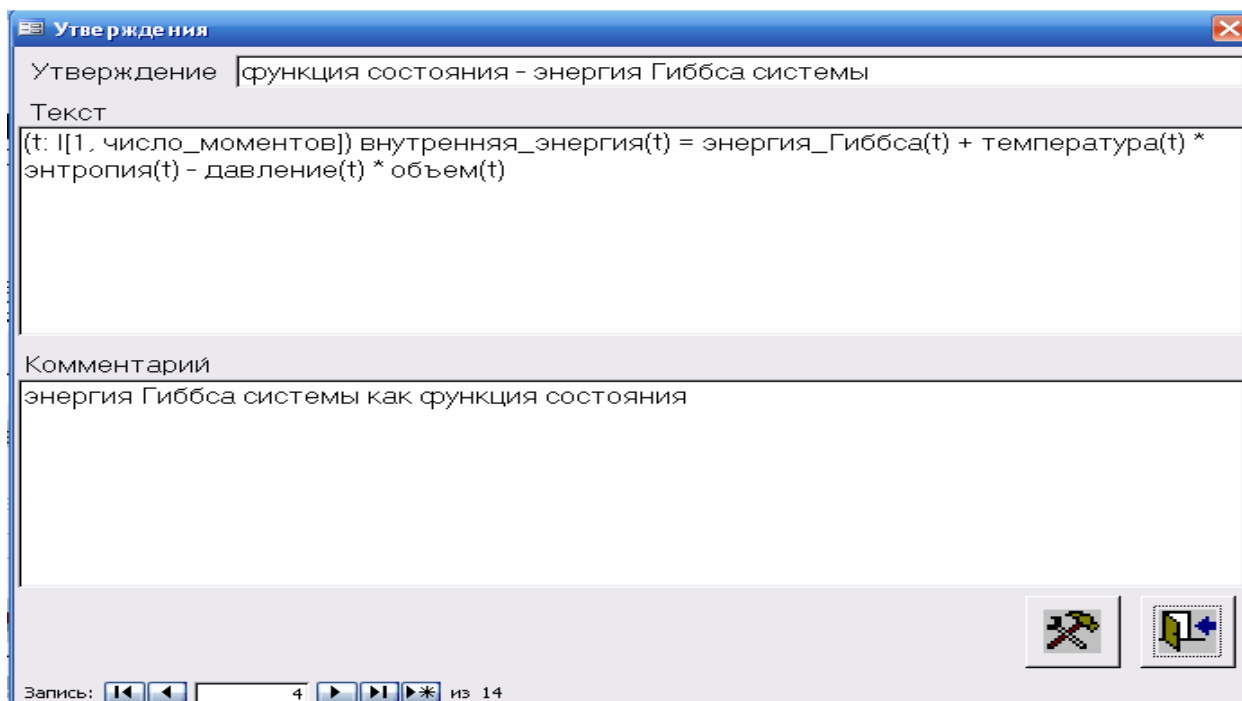 Утверждения
Утверждение функция состояния - энергия Гиббса системы
Текст
(t: I[1, число_моментов]) внутренняя_энергия(t) = энергия_Гиббса(t) + температура(t) *
энтропия(t) - давление(t) * объем(t)
Комментарий
энергия Гиббса системы как функция состояния
Запись: 4 из 14